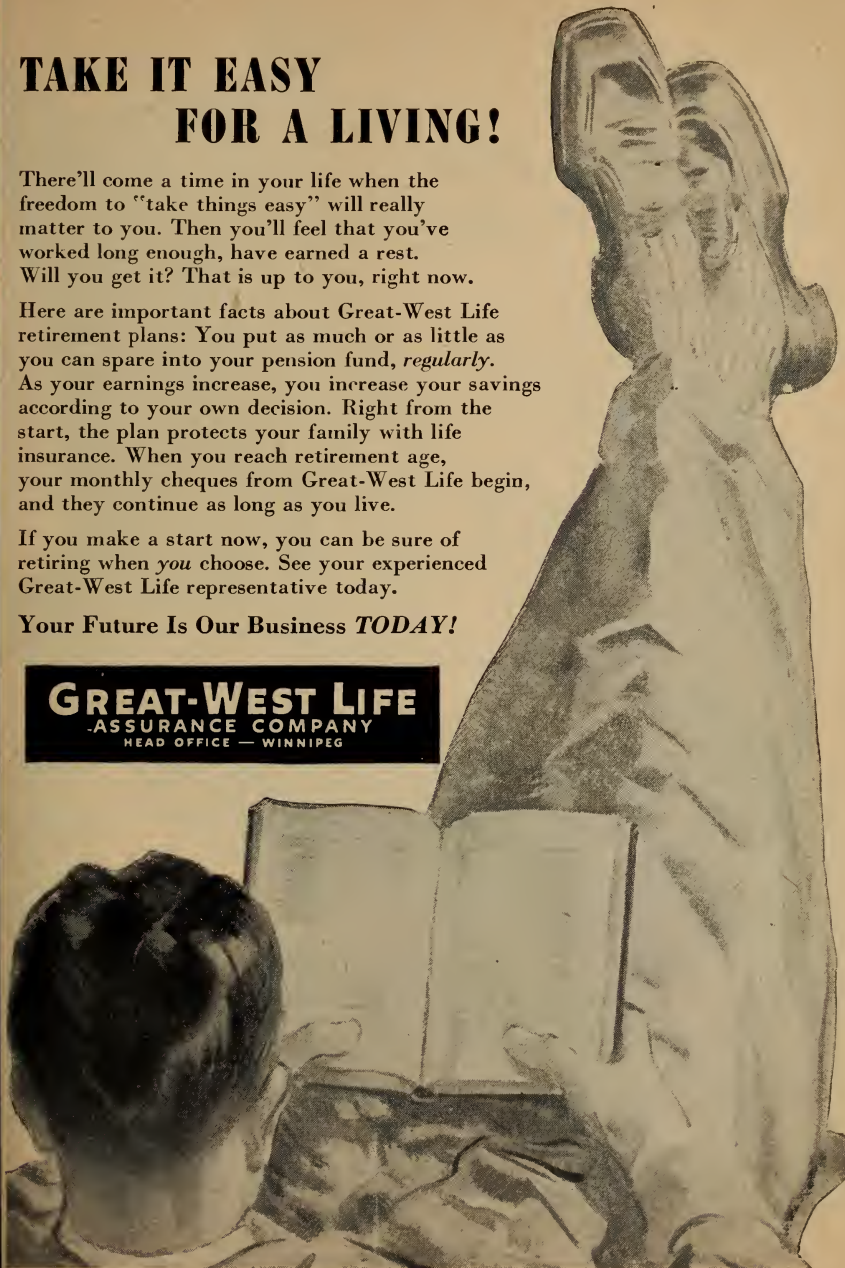 TAKE IT EASY
FOR A LIVING!
There'll come a time in your life when the
freedom to "take things easy" will really
matter to you. Then you'll feel that you've
worked long enough, have earned a rest.
Will you get it? That is up to you, right now.
Here are important facts about Great-West Life
retirement plans: You put as much or as little as
you can spare into your pension fund, regularly.
As your earnings increase, you increase your savings
according to your own decision. Right from the
start, the plan protects your family with life
insurance. When you reach retirement age,
your monthly cheques from Great-West Life begin,
and they continue as long as you live.
If you make a start now, you can be sure of
retiring when you choose. See your experienced
Great-West Life representative today.
Your Future Is Our Business TODAY!
GREAT-WEST LIFE
ASSURANCE COMPANY
HEAD OFFICE — WINNIPEG